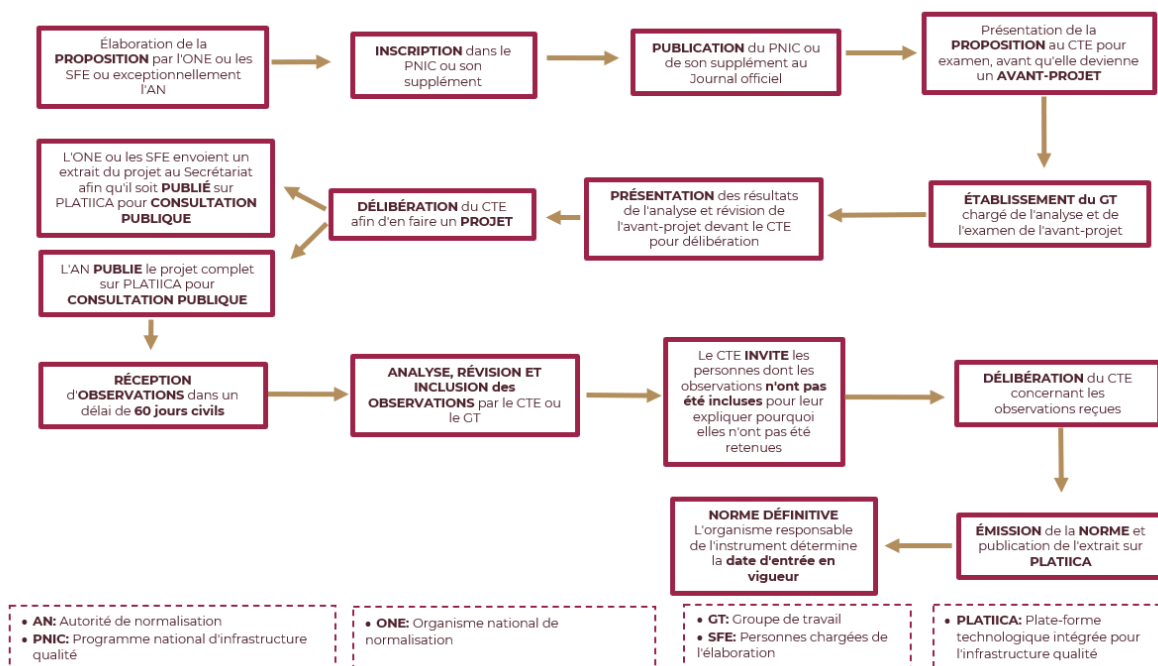 Élaboration de la
PROPOSITION par l'ONE ou les
SFE ou exceptionnellement
l'AN
INSCRIPTION dans le
PNIC ou son
supplément
PUBLICATION du PNIC ou
de son supplément au
Journal officiel
Présentation de la
PROPOSITION au CTE pour
examen, avant qu'elle devienne
un AVANT-PROJET
ÉTABLISSEMENT du GT
chargé de l'analyse et de
l'examen de l'avant-projet
PRÉSENTATION des résultats
de l'analyse et révision de
l'avant-projet devant le CTE
pour délibération
DÉLIBÉRATION du CTE
afin d'en faire un PROJET
L'ONE ou les SFE envoient un
extrait du projet au Secrétariat
afin qu'il soit PUBLIÉ sur
PLATIICA pour CONSULTATION
PUBLIQUE
L'AN PUBLIE le projet complet
sur PLATIICA pour
CONSULTATION PUBLIQUE
RÉCEPTION
d'OBSERVATIONS dans un
délai de 60 jours civils
ANALYSE, RÉVISION ET
INCLUSION des
OBSERVATIONS par le CTE ou
le GT
Le CTE INVITE les
personnes dont les
observations n'ont pas
été incluses pour leur
expliquer pourquoi
elles n'ont pas été
retenues
DÉLIBÉRATION du CTE
concernant les
observations reçues
ÉMISSION de la NORME et
publication de l'extrait sur
PLATIICA
NORME DÉFINITIVE
L'organisme responsable
de l'instrument détermine
la date d'entrée en
vigueur
• AN: Autorité de normalisation
• PNIC: Programme national d'infrastructure
qualité
• ONE: Organisme national de
normalisation
• GT: Groupe de travail
• SFE: Personnes chargées de
l'élaboration
• PLATIICA: Plate-forme
technologique intégrée pour
l'infrastructure qualité